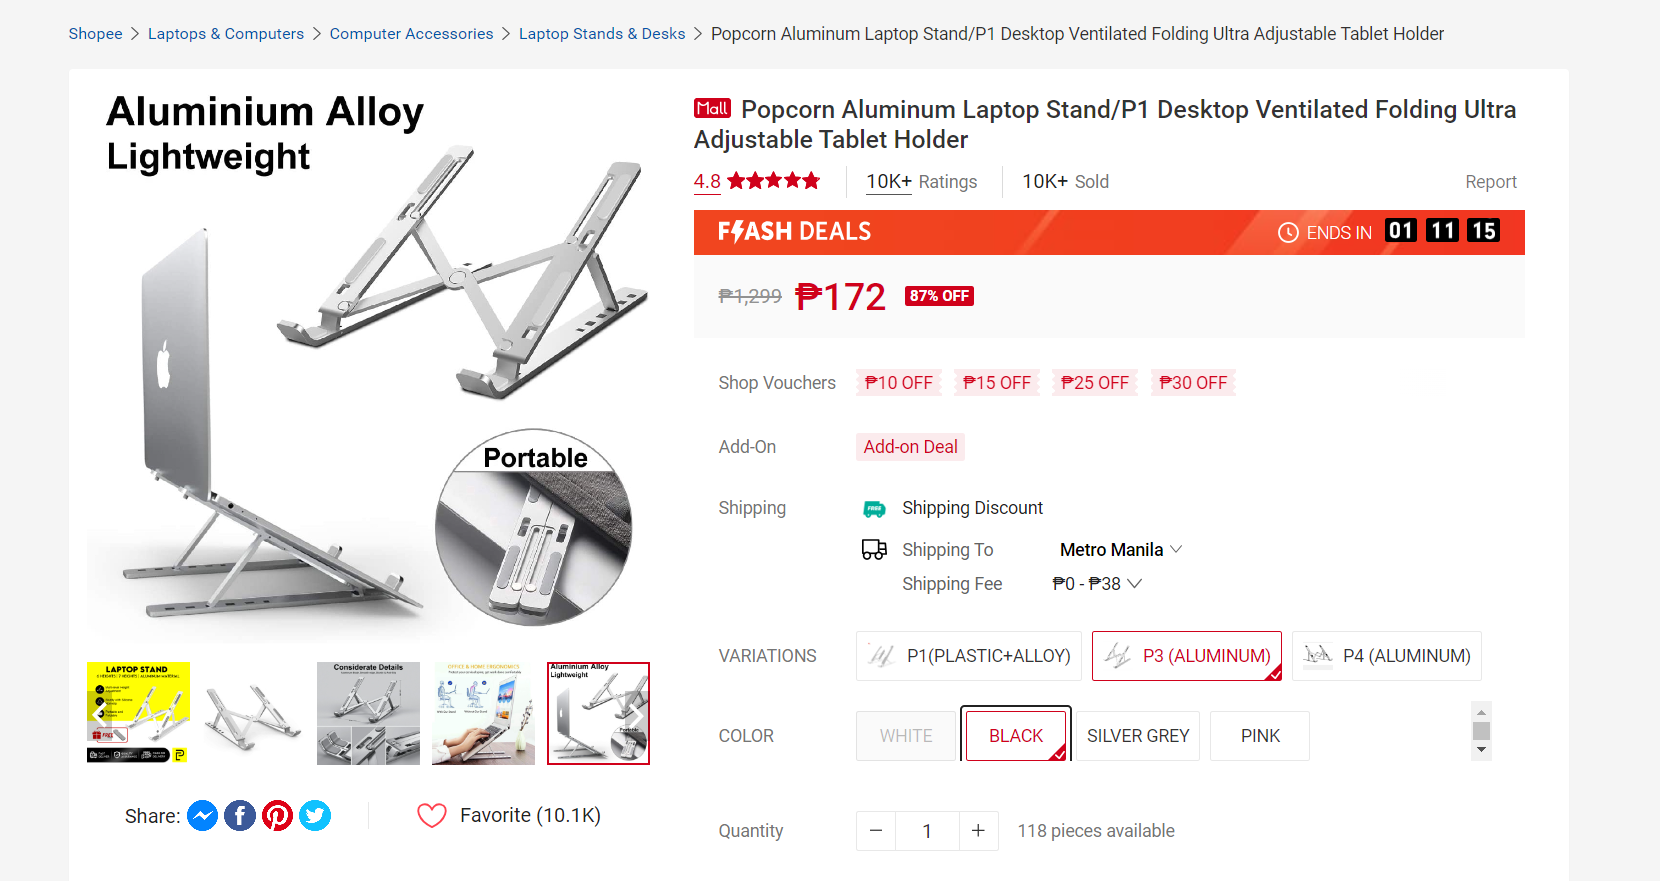 Shopee > Laptops & Computers > Computer Accessories > Laptop Stands & Desks > Popcorn Aluminum Laptop Stand/P1 Desktop Ventilated Folding Ultra Adjustable Tablet Holder
Aluminium Alloy
Lightweight
Portable
LAPTOP STAND
Considerate Details
OFFICE & HOME ERGONOMICS
Aluminium Alloy
Lightweight
Portable
Share:
Favorite (10.1K)
Mall Popcorn Aluminum Laptop Stand/P1 Desktop Ventilated Folding Ultra
Adjustable Tablet Holder
4.8 10K+ Ratings 10K+ Sold Report
FLASH DEALS ENDS IN 01 11 15
₱1,299 ₱172 87% OFF
Shop Vouchers ₱10 OFF ₱15 OFF ₱25 OFF ₱30 OFF
Add-On Add-on Deal
Shipping FREE Shipping Discount
Shipping To Metro Manila
Shipping Fee ₱0 - ₱38
VARIATIONS P1(PLASTIC+ALLOY) P3 (ALUMINUM) P4 (ALUMINUM)
COLOR WHITE BLACK SILVER GREY PINK
Quantity − 1 + 118 pieces available